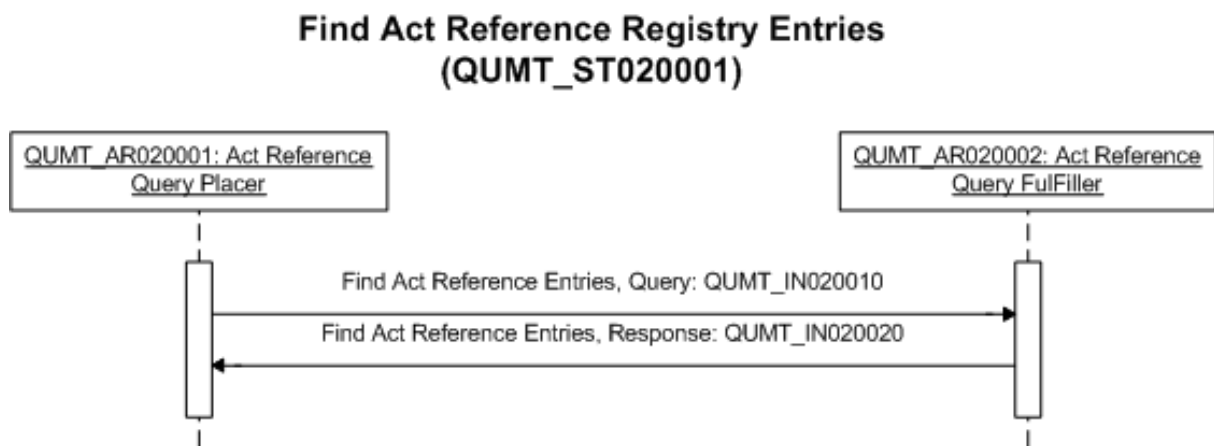 Find Act Reference Registry Entries
(QUMT_ST020001)
QUMT_AR020001: Act Reference
Query Placer
QUMT_AR020002: Act Reference
Query FulFiller
Find Act Reference Entries, Query: QUMT_IN020010
Find Act Reference Entries, Response: QUMT_IN020020